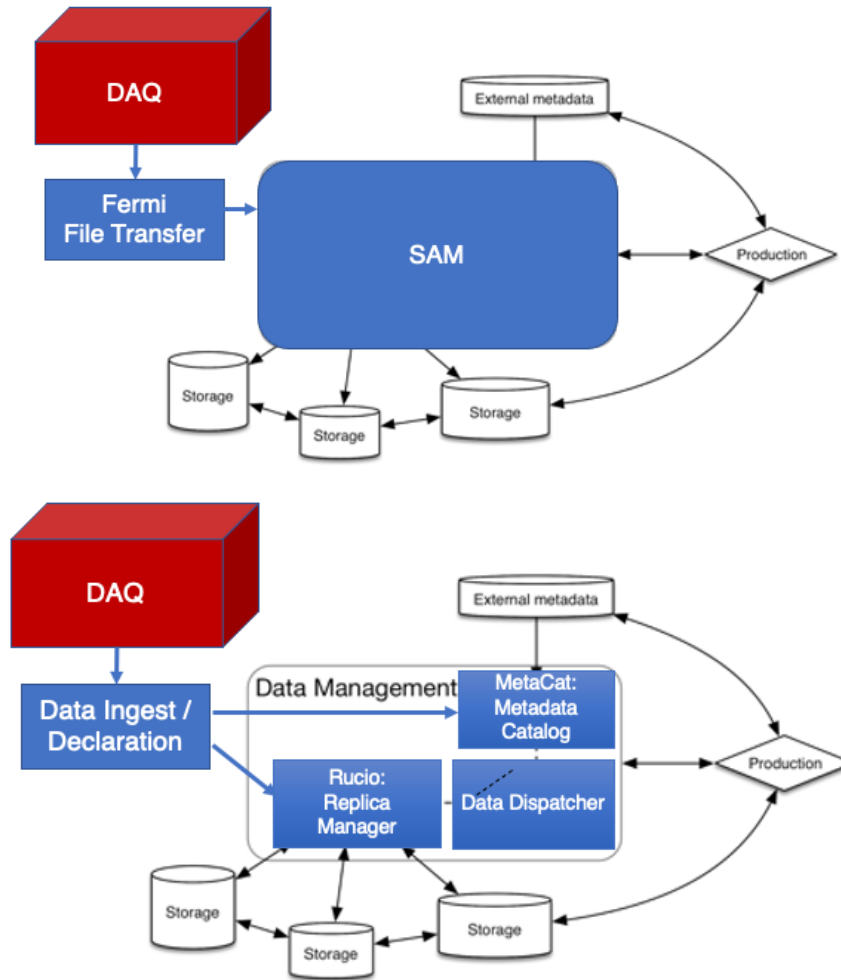 DAQ
External metadata
Fermi
File Transfer
SAM
Production
Storage
Storage
Storage
DAQ
External metadata
Data Management
MetaCat:
Metadata
Catalog
Data Ingest /
Declaration
Production
Rucio:
Replica
Manager
Data Dispatcher
Storage
Storage
Storage